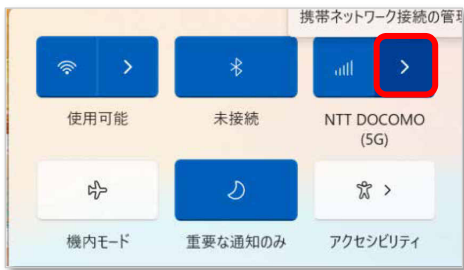 携帯ネットワーク接続の管
使用可能
未接続
NTT DOCOMO
(5G)
機内モード
重要な通知のみ
アクセシビリティ